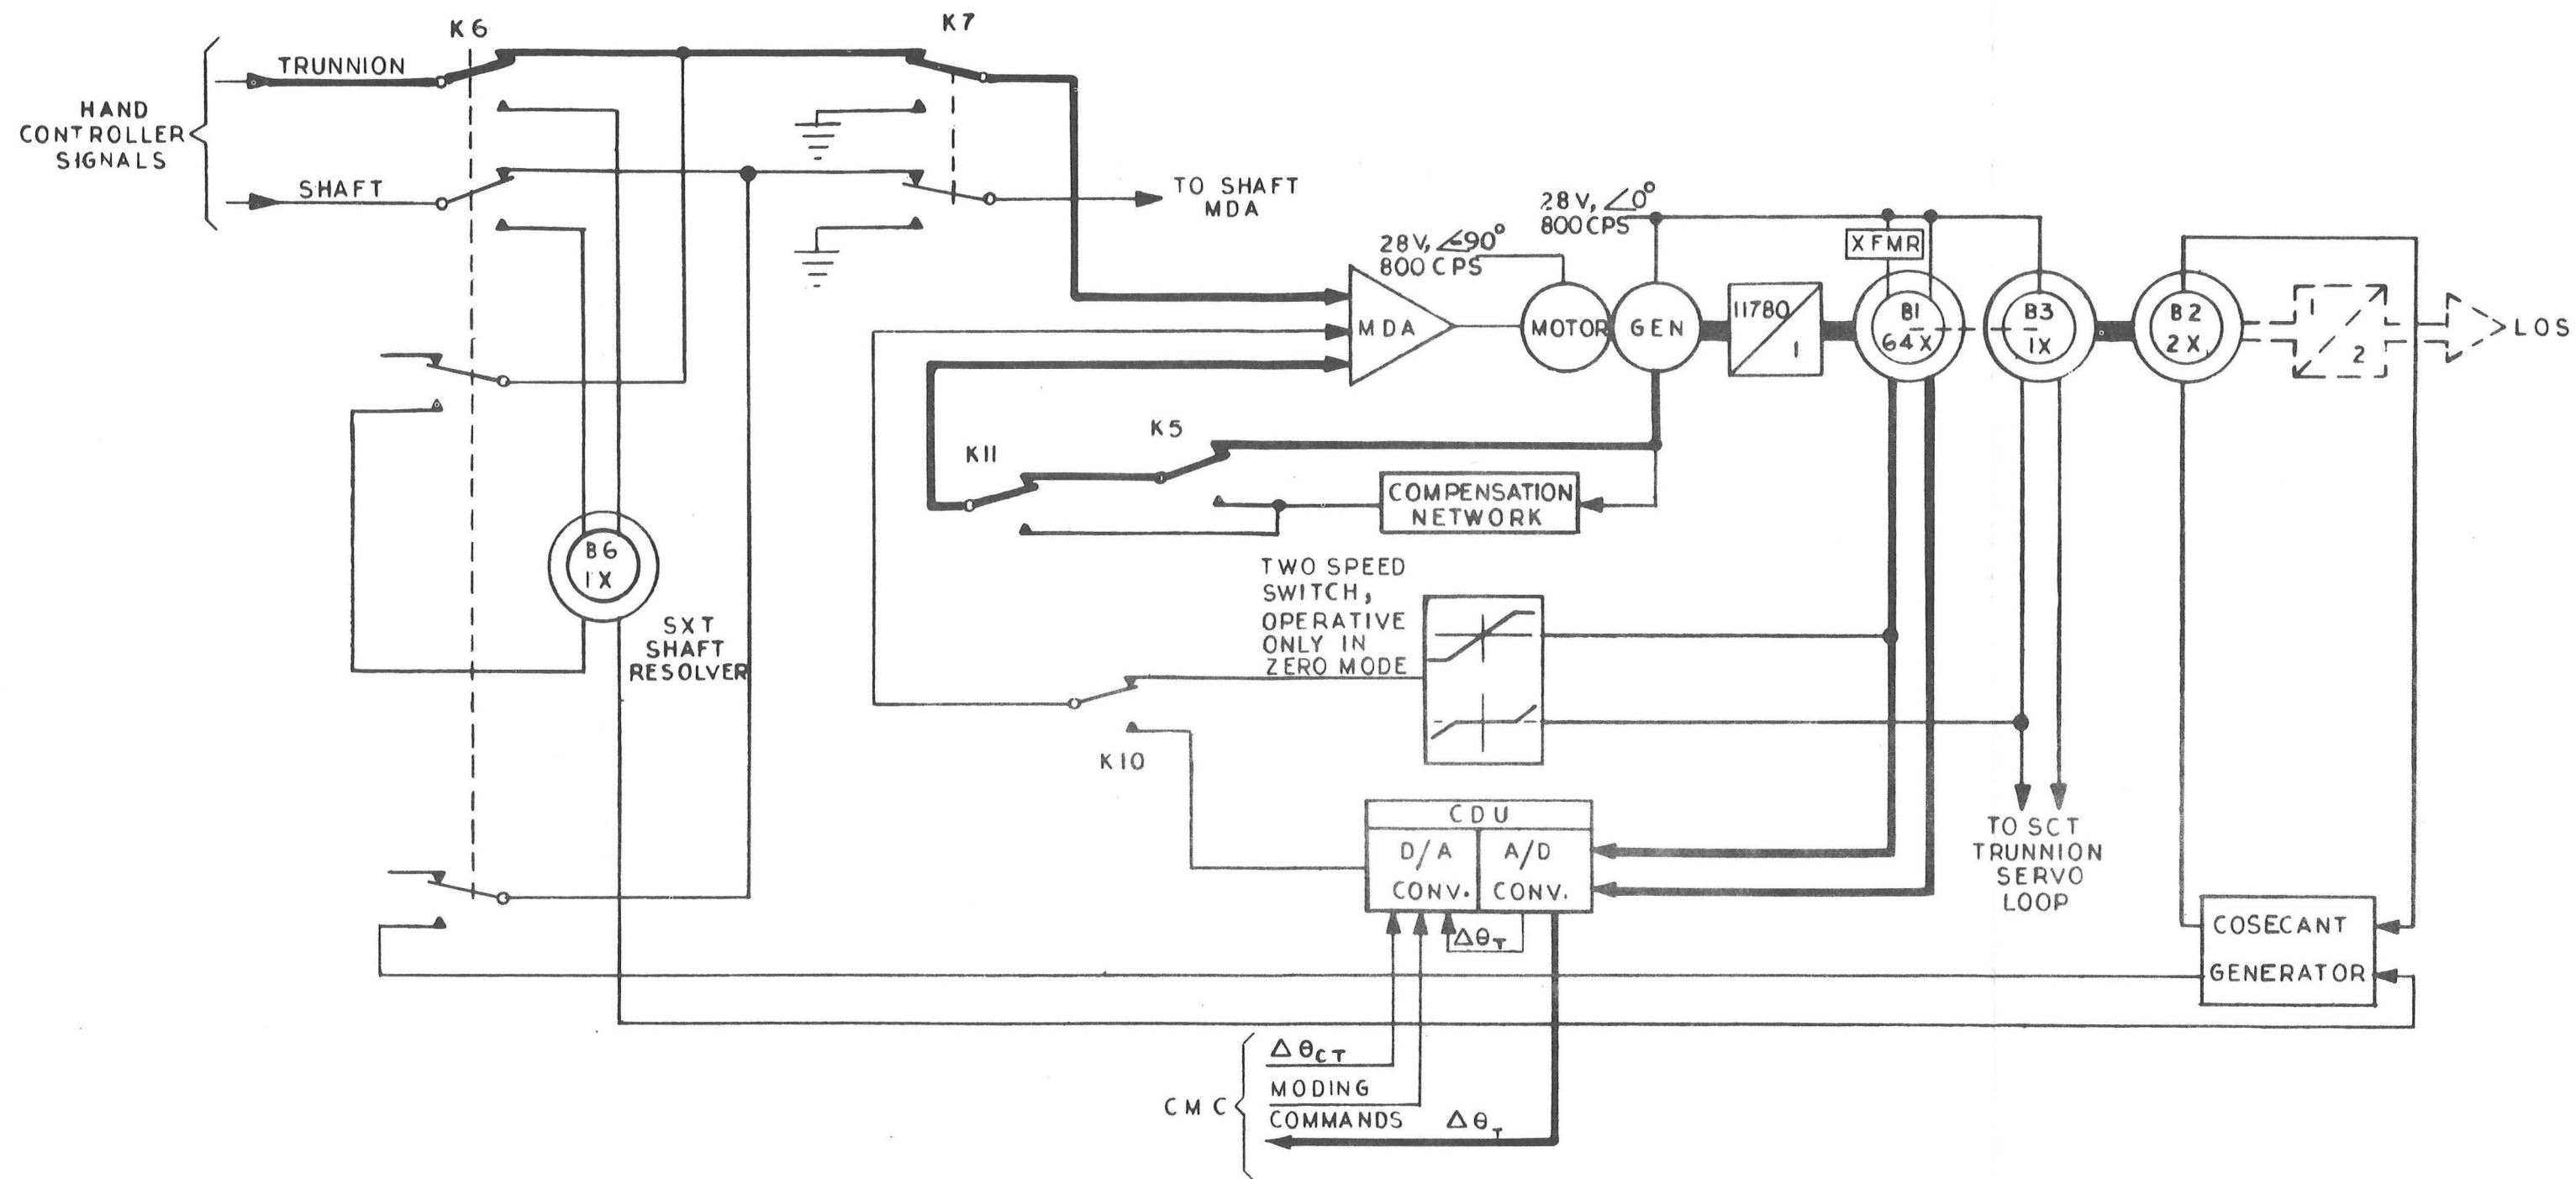 K6
K7
TRUNNION
HAND
CONTROLLER
SIGNALS
SHAFT
TO SHAFT
MDA
28V, ∠-90°
800 CPS
28V, ∠0°
800 CPS
XFMR
MDA
MOTOR
GEN
11780
1
B1
64X
B3
1X
B2
2X
1
2
LOS
K5
K11
COMPENSATION
NETWORK
B6
1X
SXT
SHAFT
RESOLVER
TWO SPEED
SWITCH,
OPERATIVE
ONLY IN
ZERO MODE
K10
CDU
D/A
CONV.
A/D
CONV.
ΔθT
TO SCT
TRUNNION
SERVO
LOOP
COSECANT
GENERATOR
CMC
ΔθCT
MODING
COMMANDS
ΔθT